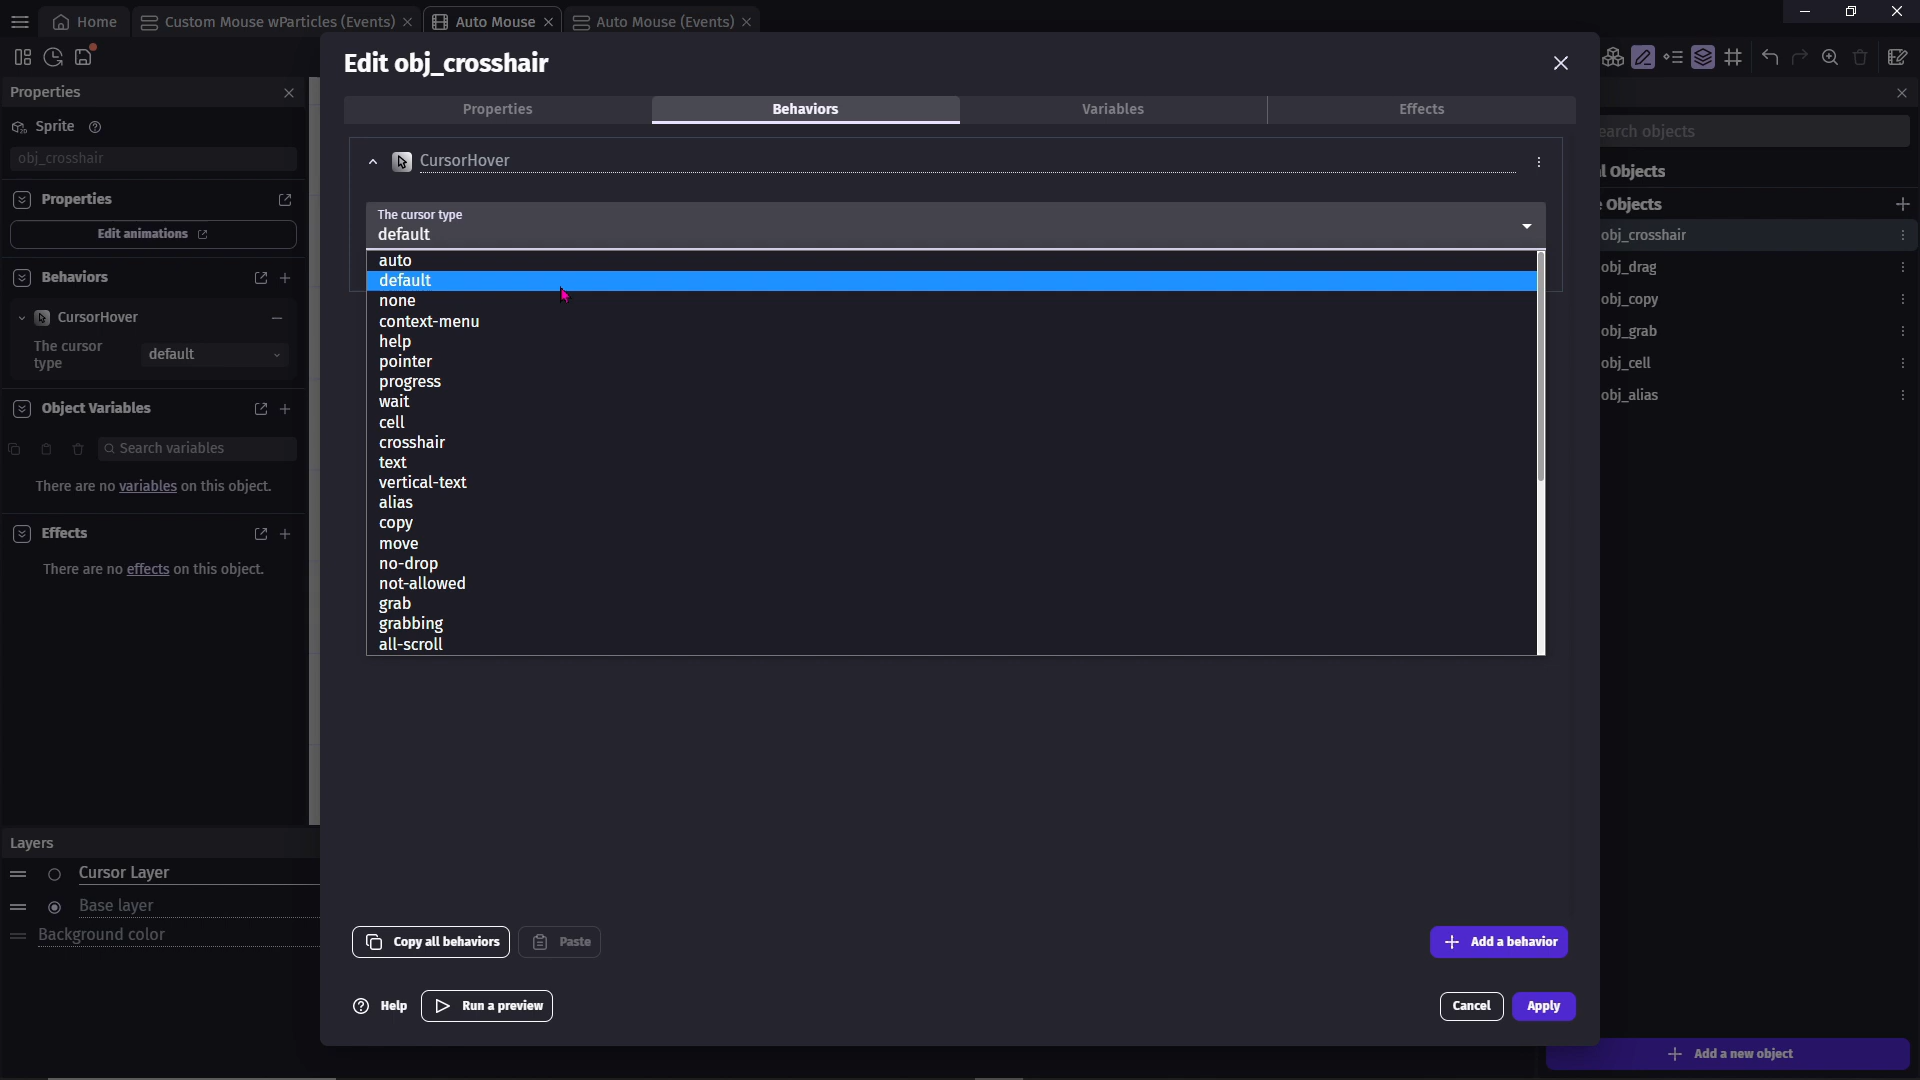 Home
Custom Mouse wParticles (Events)
Auto Mouse
Auto Mouse (Events)
Properties
Sprite
obj_crosshair
Properties
Edit animations
Behaviors
CursorHover
The cursor type
default
Object Variables
Search variables
There are no variables on this object.
Effects
There are no effects on this object.
Layers
Cursor Layer
Base layer
Background color
Edit obj_crosshair
Properties
Behaviors
Variables
Effects
CursorHover
The cursor type
default
auto
default
none
context-menu
help
pointer
progress
wait
cell
crosshair
text
vertical-text
alias
copy
move
no-drop
not-allowed
grab
grabbing
all-scroll
Copy all behaviors
Paste
Add a behavior
Help
Run a preview
Cancel
Apply
earch objects
l Objects
Objects
obj_crosshair
obj_drag
obj_copy
obj_grab
obj_cell
obj_alias
Add a new object